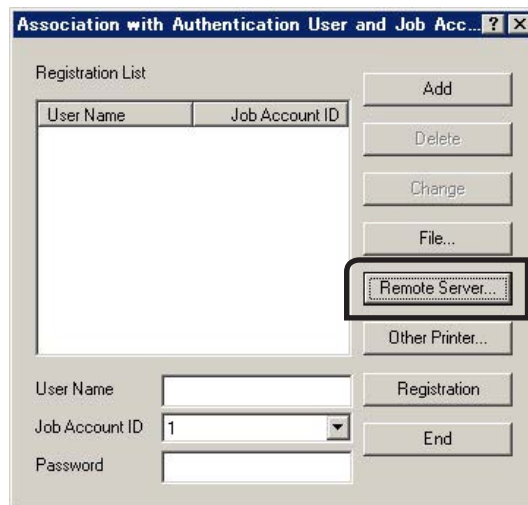 Association with Authentication User and Job Acc...
Registration List
User Name Job Account ID
Add
Delete
Change
File...
Remote Server...
Other Printer...
User Name
Registration
Job Account ID 1
End
Password